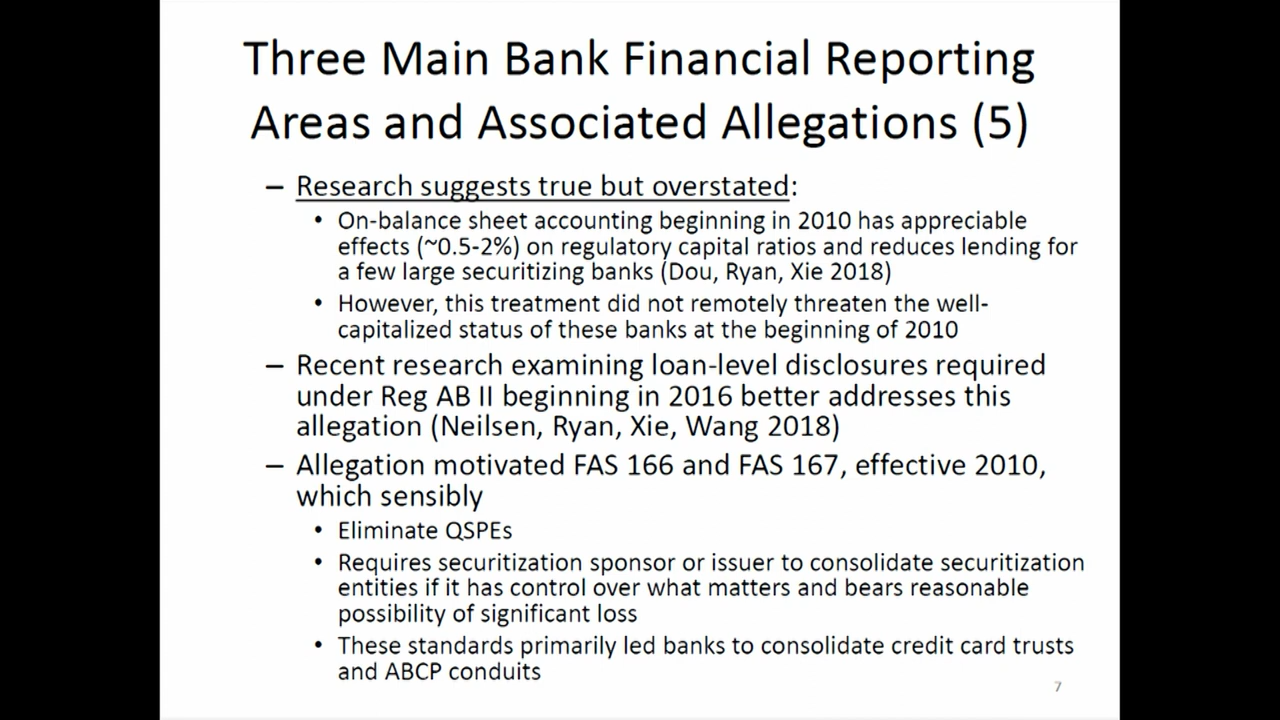 Three Main Bank Financial Reporting
Areas and Associated Allegations (5)
– Research suggests true but overstated:
• On-balance sheet accounting beginning in 2010 has appreciable
effects (~0.5-2%) on regulatory capital ratios and reduces lending for
a few large securitizing banks (Dou, Ryan, Xie 2018)
• However, this treatment did not remotely threaten the well-
capitalized status of these banks at the beginning of 2010
– Recent research examining loan-level disclosures required
under Reg AB II beginning in 2016 better addresses this
allegation (Neilsen, Ryan, Xie, Wang 2018)
– Allegation motivated FAS 166 and FAS 167, effective 2010,
which sensibly
• Eliminate QSPEs
• Requires securitization sponsor or issuer to consolidate securitization
entities if it has control over what matters and bears reasonable
possibility of significant loss
• These standards primarily led banks to consolidate credit card trusts
and ABCP conduits
7